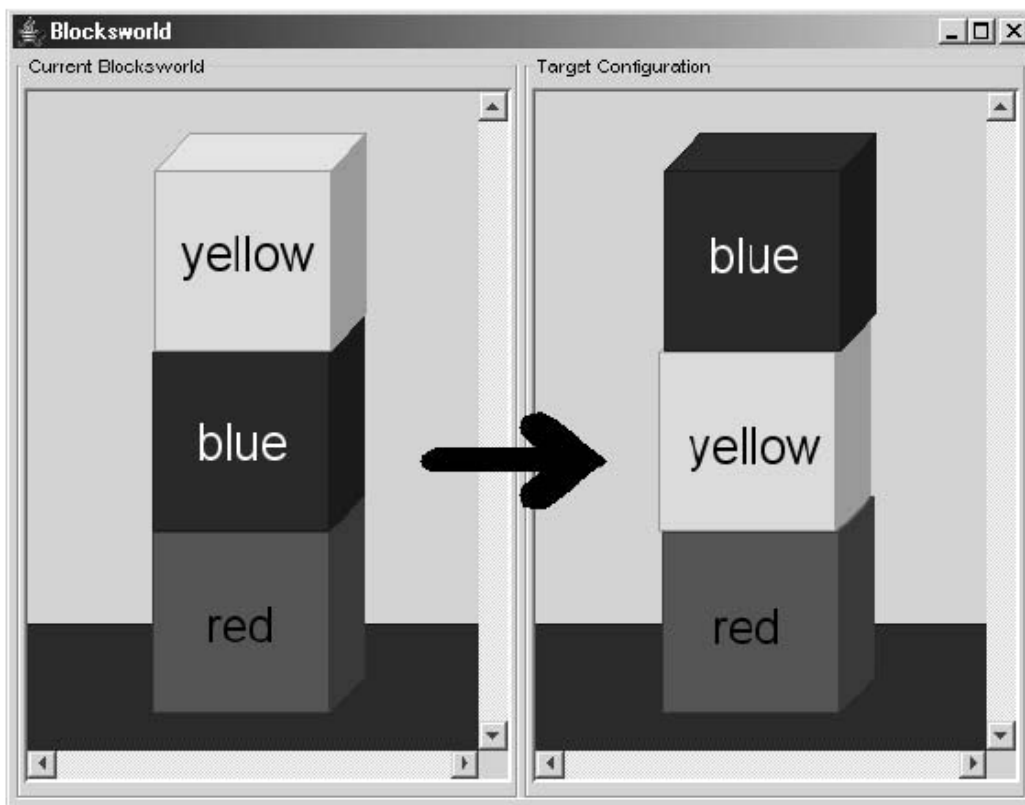 Blocksworld
Current Blocksworld
Target Configuration
yellow
blue
red
blue
yellow
red